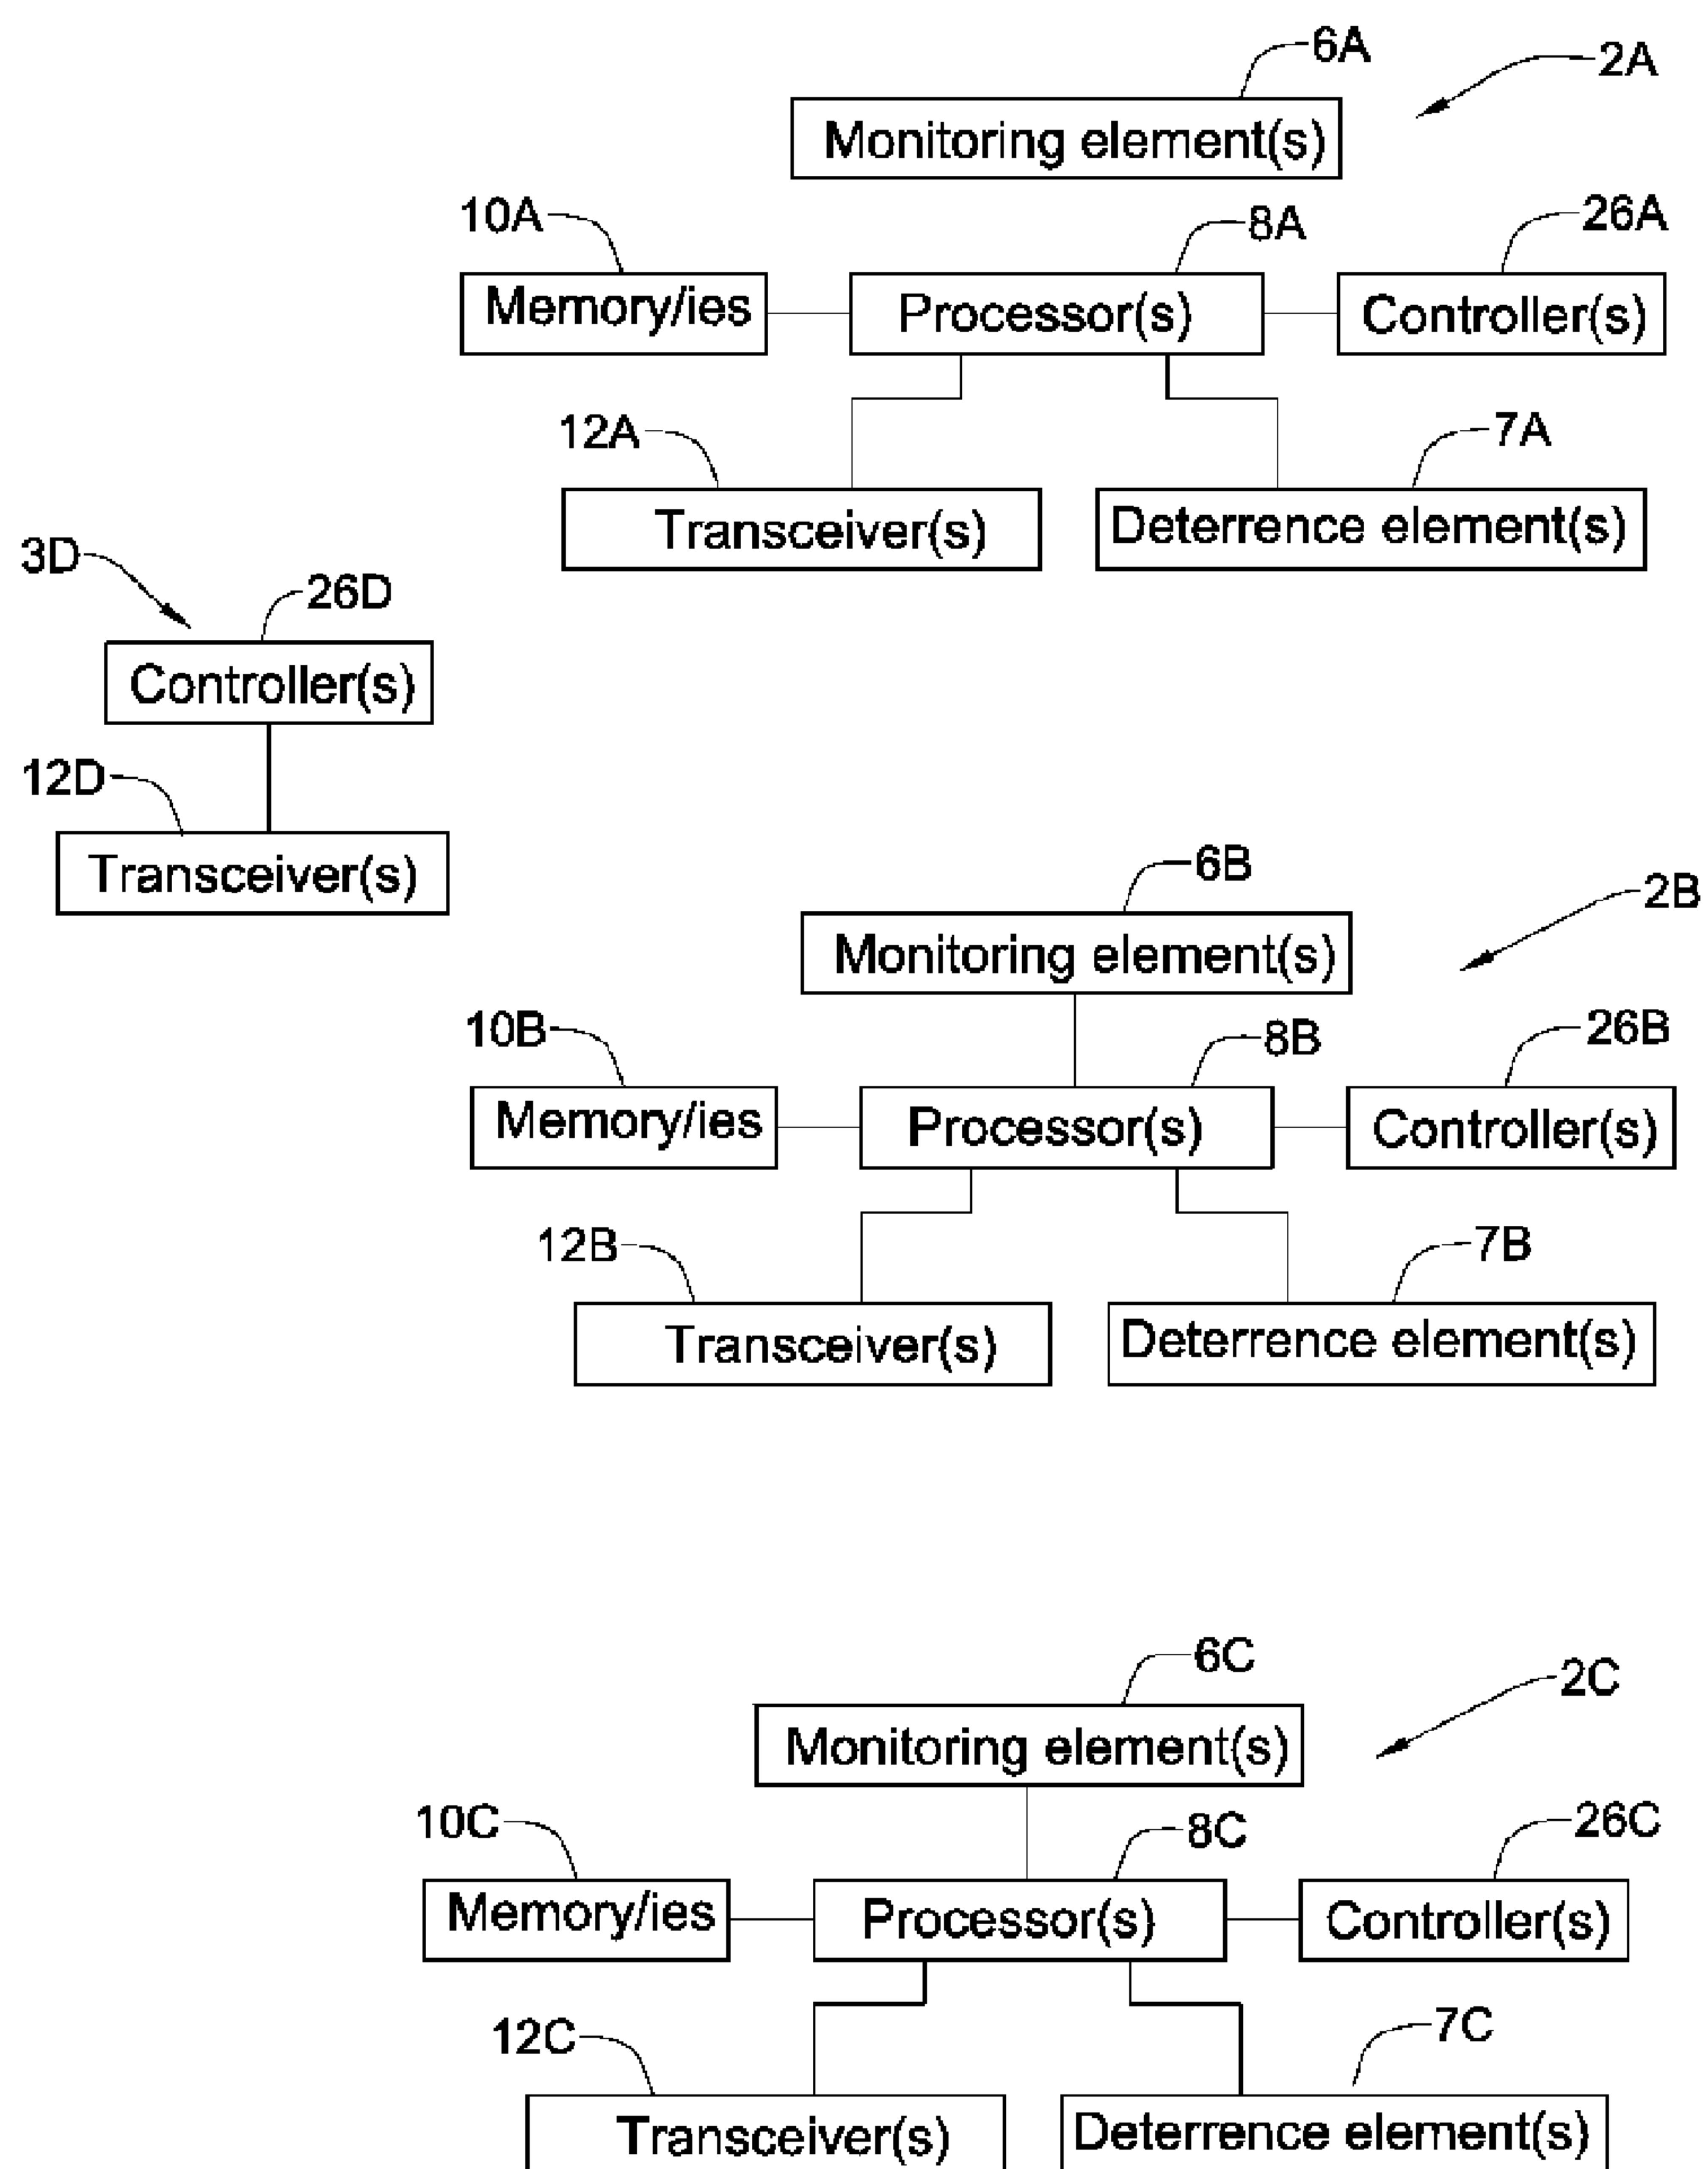 6A
2A
Monitoring element(s)
10A
8A
26A
Memory/ies
Processor(s)
Controller(s)
12A
7A
Transceiver(s)
Deterrence element(s)
3D
26D
Controller(s)
12D
Transceiver(s)
6B
2B
Monitoring element(s)
10B
8B
26B
Memory/ies
Processor(s)
Controller(s)
12B
7B
Transceiver(s)
Deterrence element(s)
6C
2C
Monitoring element(s)
10C
8C
26C
Memory/ies
Processor(s)
Controller(s)
12C
7C
Transceiver(s)
Deterrence element(s)